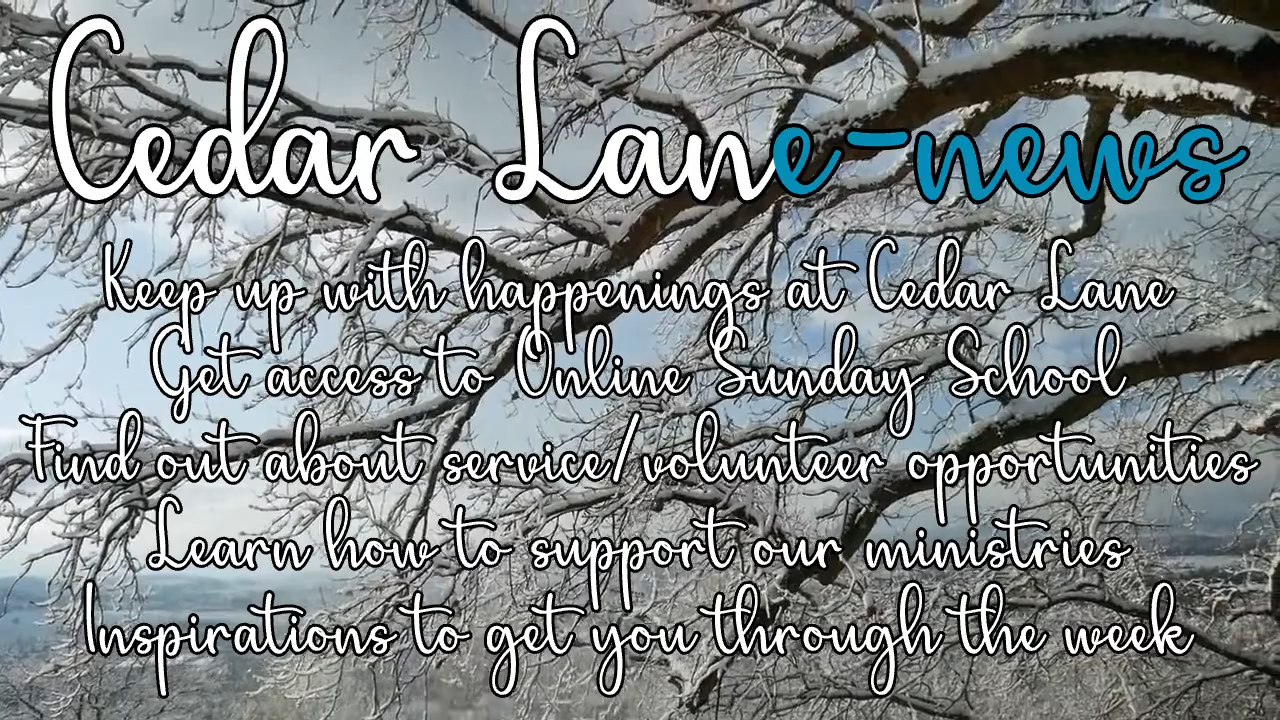 Cedar Lane-news
Keep up with happenings at Cedar Lane
Get access to Online Sunday School
Find out about service/volunteer opportunities
Learn how to support our ministries
Inspirations to get you through the week